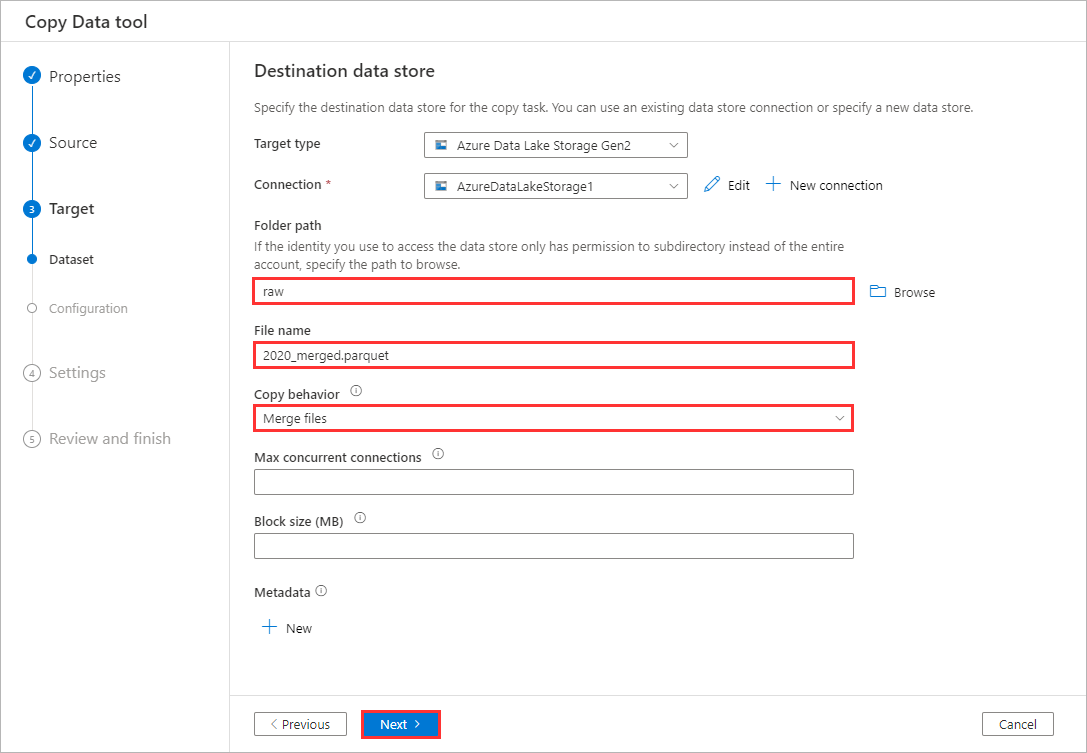 Copy Data tool
Properties
Source
3 Target
Dataset
Configuration
4 Settings
5 Review and finish
Destination data store
Specify the destination data store for the copy task. You can use an existing data store connection or specify a new data store.
Target type
Azure Data Lake Storage Gen2
Connection *
AzureDataLakeStorage1
Edit
New connection
Folder path
If the identity you use to access the data store only has permission to subdirectory instead of the entire
account, specify the path to browse.
raw
Browse
File name
2020_merged.parquet
Copy behavior
Merge files
Max concurrent connections
Block size (MB)
Metadata
New
Previous
Next
Cancel